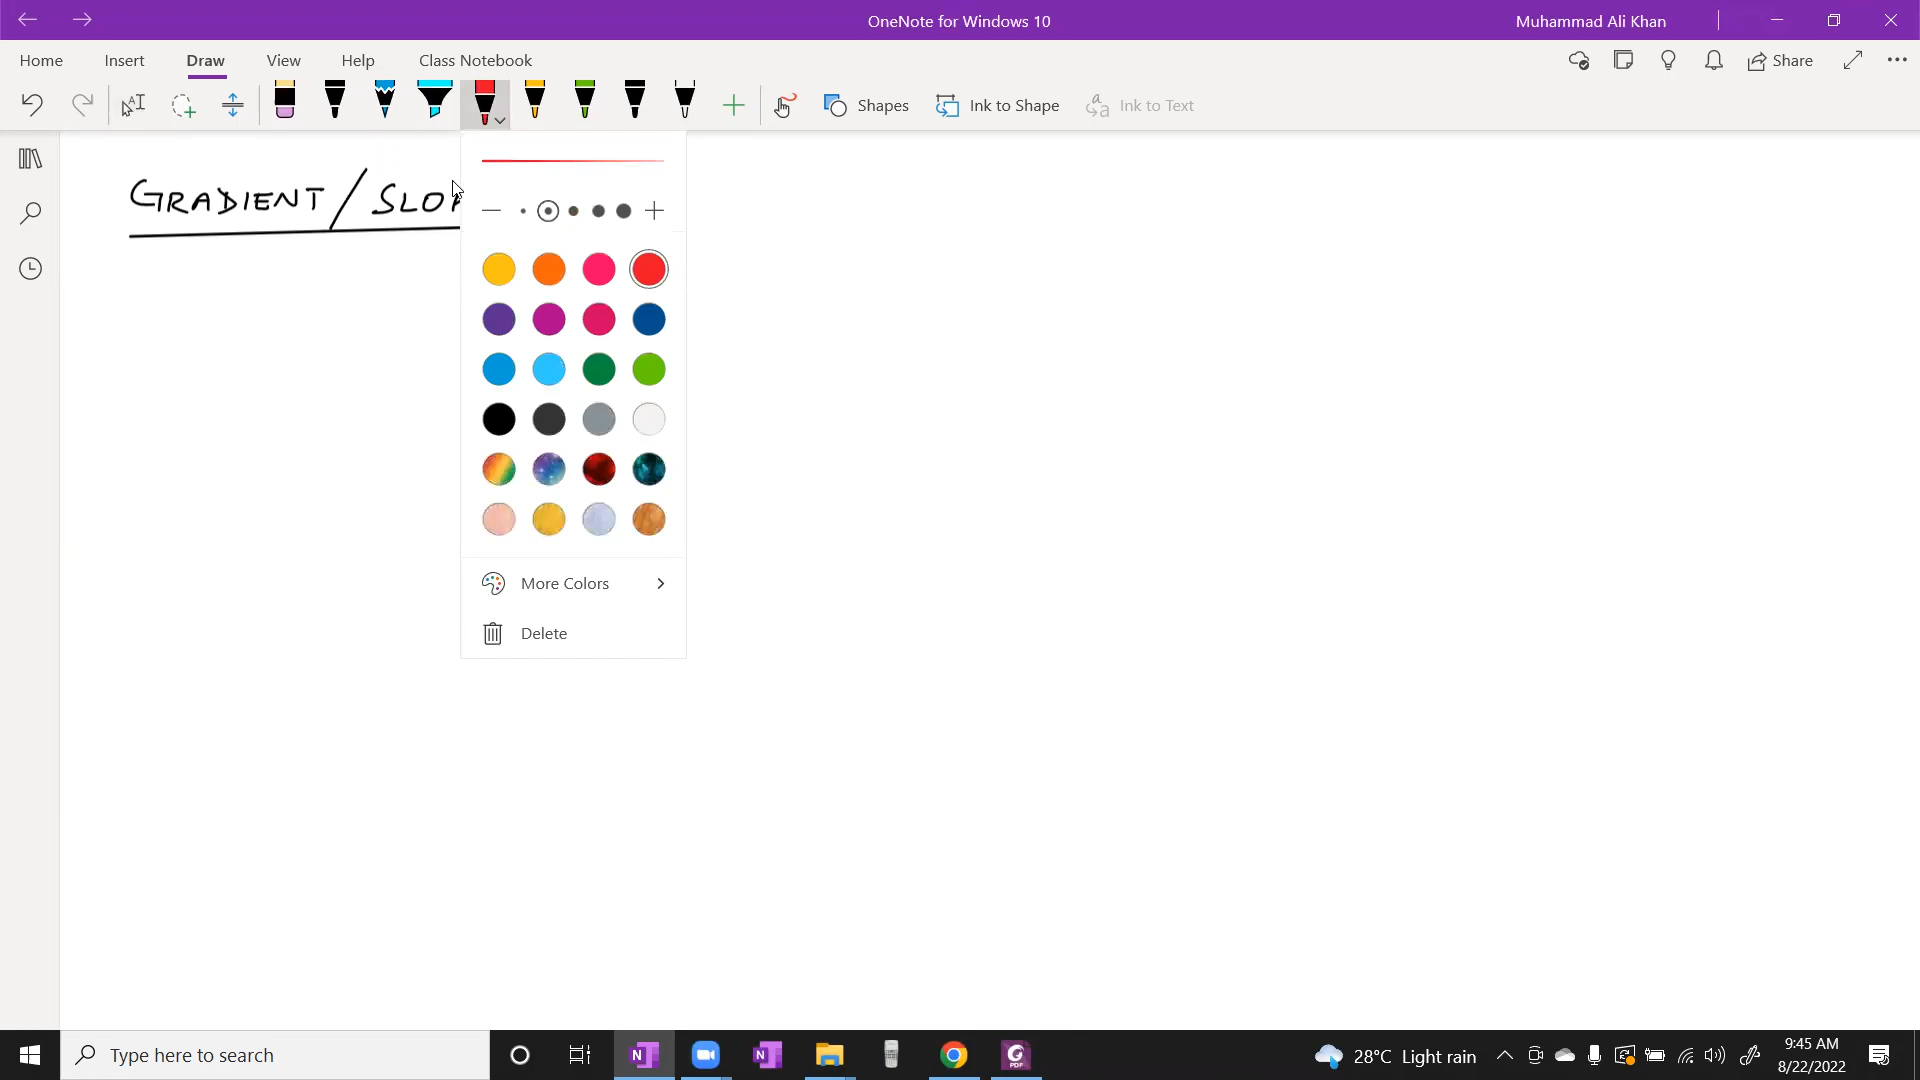 OneNote for Windows 10
Muhammad Ali Khan
Home Insert Draw View Help Class Notebook
Share
Shapes Ink to Shape Ink to Text
GRADIENT / SLO
More Colors
Delete
Type here to search
28°C Light rain
9:45 AM
8/22/2022